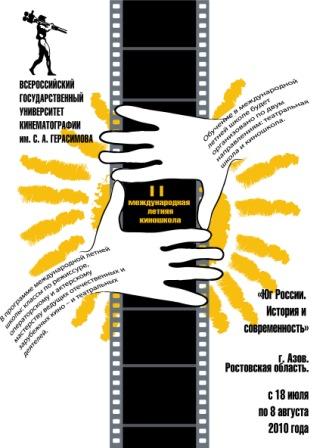 ВСЕРОССИЙСКИЙ
ГОСУДАРСТВЕННЫЙ
УНИВЕРСИТЕТ
КИНЕМАТОГРАФИИ
им. С. А. ГЕРАСИМОВА
Обучение в международной
летней школе будет
организовано по двум
направлениям: театральная
школа и киношкола.
II
международная
летняя
киношкола
В программе международной летней
школы: классы по режиссуре,
операторскому и актерскому
мастерству ведущих отечественных и
зарубежных кино – и театральных
деятелей.
«Юг России.
История и
современность»
г. Азов.
Ростовская область.
с 18 июля
по 8 августа
2010 года